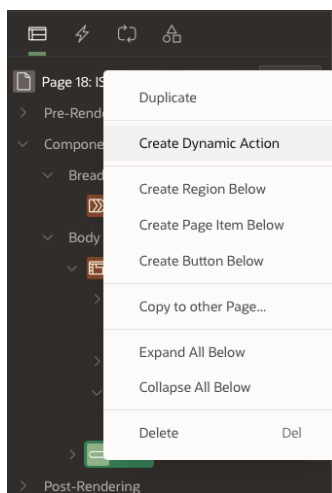 Page 18: IS
Pre-Rend
Duplicate
Compone
Create Dynamic Action
Bread
Create Region Below
Create Page Item Below
Body
Create Button Below
Copy to other Page...
Expand All Below
Collapse All Below
Delete Del
Post-Rendering